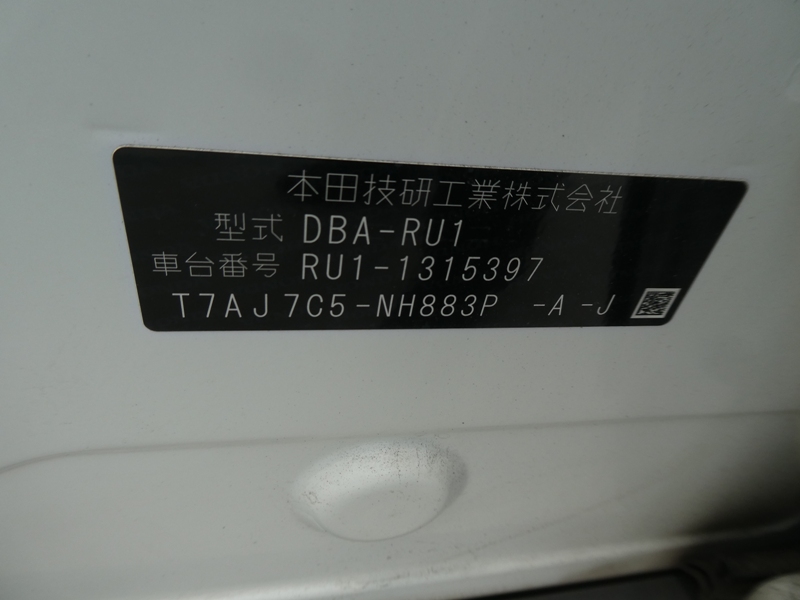 本田技研工業株式会社
型式 DBA-RU1
車台番号 RU1-1315397
T7AJ7C5-NH883P -A -J